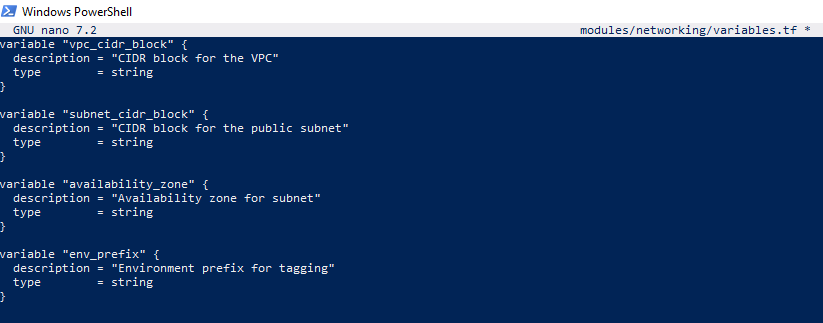 Windows PowerShell
GNU nano 7.2 modules/networking/variables.tf *
variable "vpc_cidr_block" {
  description = "CIDR block for the VPC"
  type        = string
}

variable "subnet_cidr_block" {
  description = "CIDR block for the public subnet"
  type        = string
}

variable "availability_zone" {
  description = "Availability zone for subnet"
  type        = string
}

variable "env_prefix" {
  description = "Environment prefix for tagging"
  type        = string
}